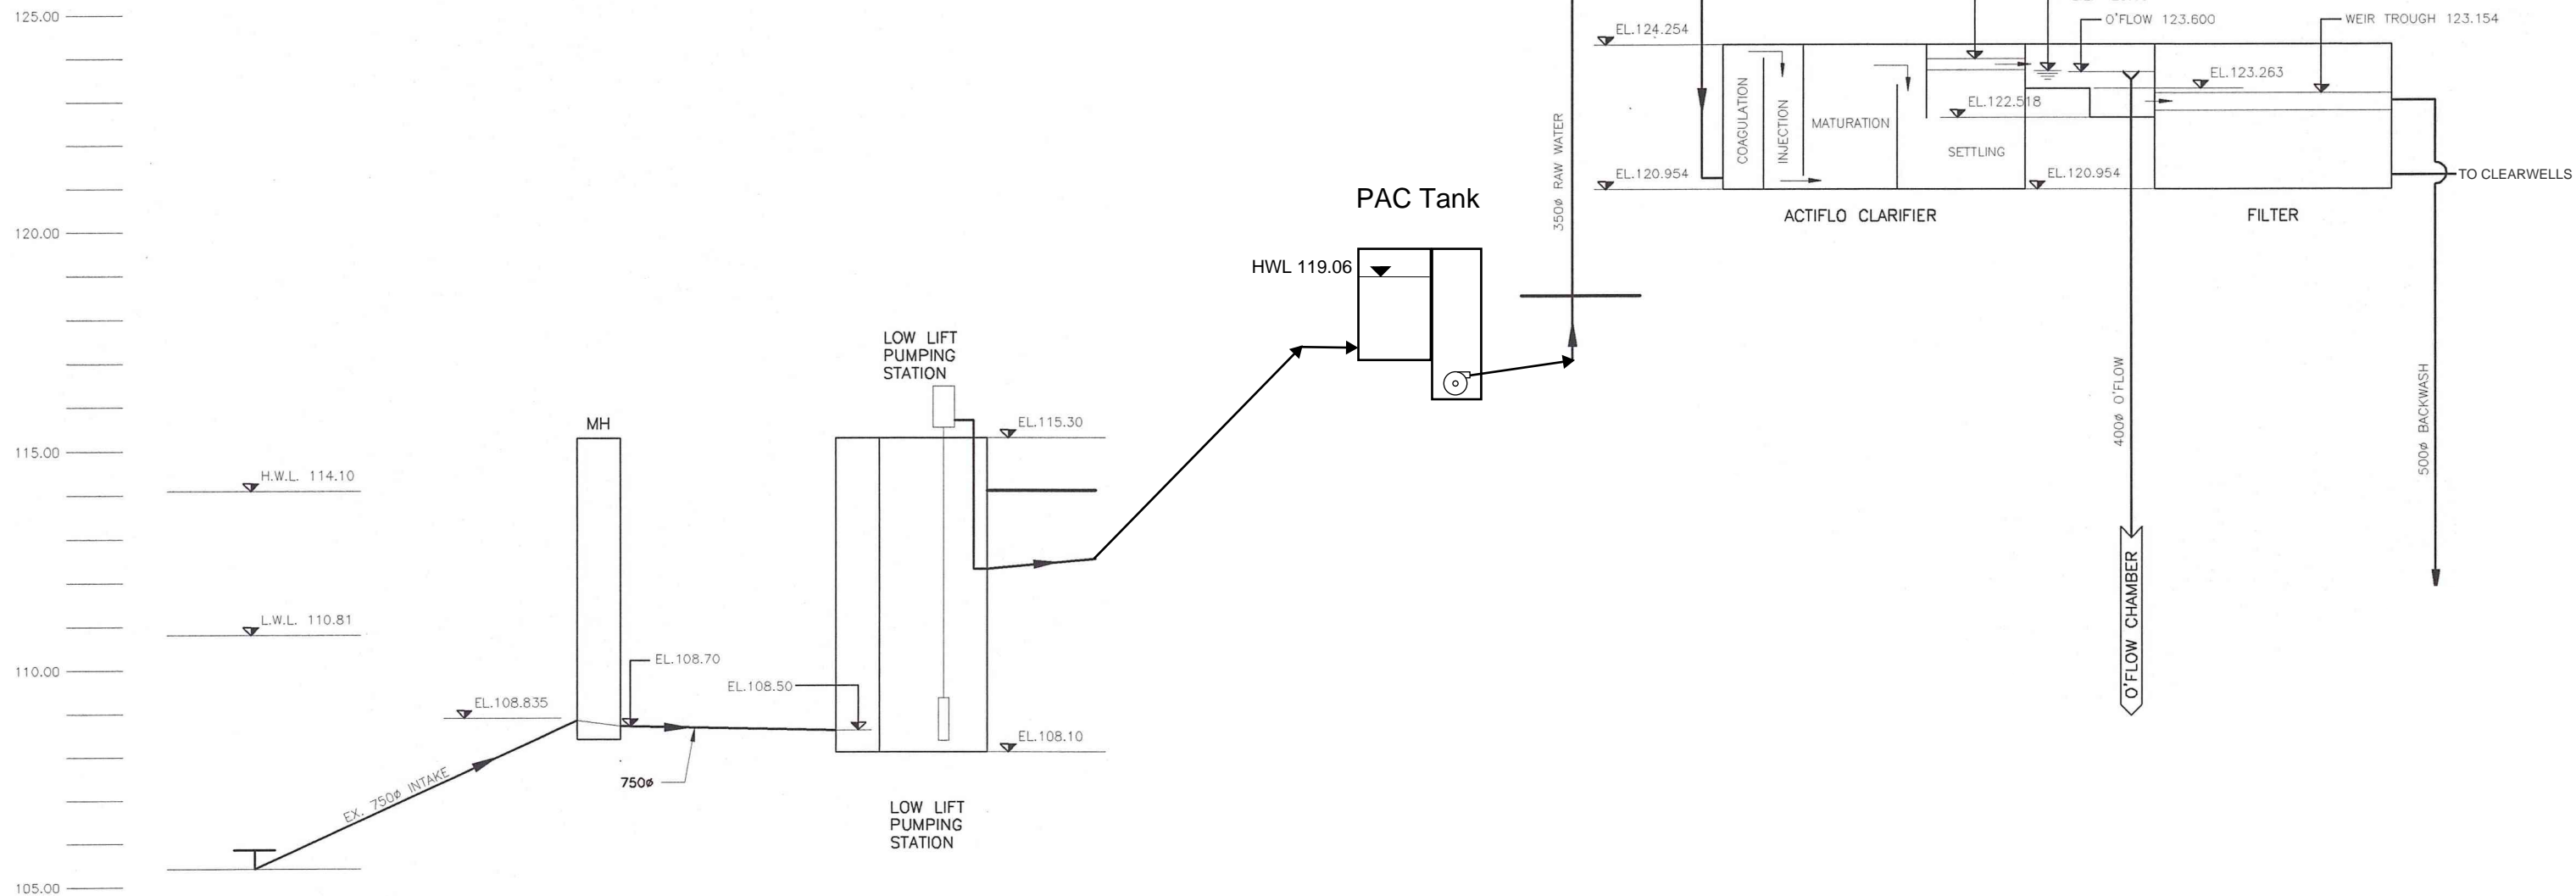 125.00
120.00
115.00
110.00
105.00
H.W.L. 114.10
L.W.L. 110.81
EL.108.835
EX. 750ø INTAKE
MH
EL.108.70
750ø
EL.108.50
LOW LIFT
PUMPING
STATION
EL.115.30
EL.108.10
LOW LIFT
PUMPING
STATION
PAC Tank
HWL 119.06
350ø RAW WATER
EL.124.254
EL.120.954
COAGULATION
INJECTION
MATURATION
SETTLING
EL.122.518
O'FLOW 123.600
WEIR TROUGH 123.154
EL.123.263
EL.120.954
TO CLEARWELLS
ACTIFLO CLARIFIER
FILTER
400ø O'FLOW
O'FLOW CHAMBER
500ø BACKWASH